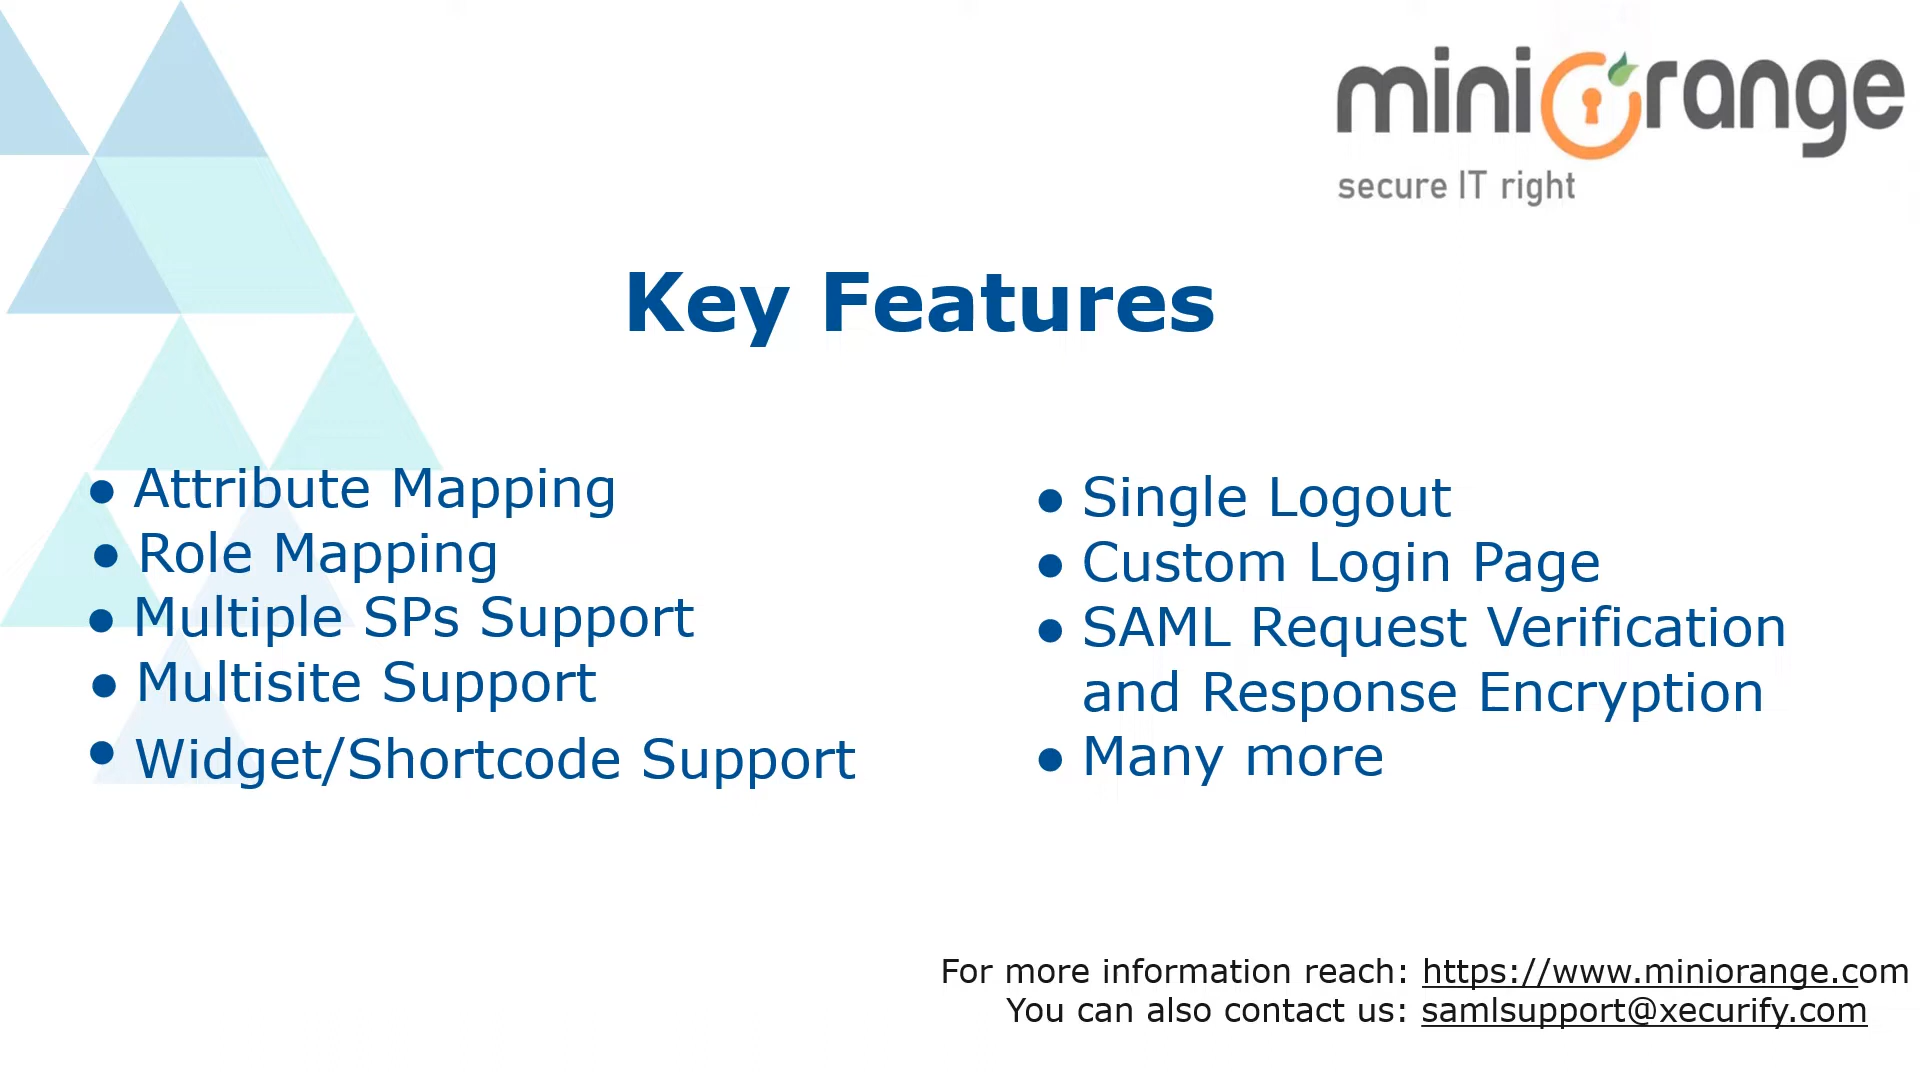 miniorange
secure IT right
Key Features
● Attribute Mapping
● Role Mapping
● Multiple SPs Support
● Multisite Support
● Widget/Shortcode Support
● Single Logout
● Custom Login Page
● SAML Request Verification
and Response Encryption
● Many more
For more information reach: https://www.miniorange.com
You can also contact us: samlsupport@xecurify.com